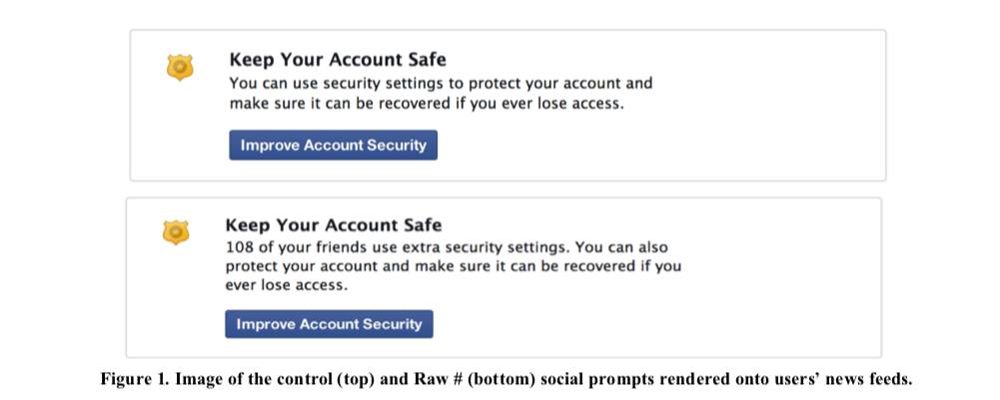 Keep Your Account Safe
You can use security settings to protect your account and
make sure it can be recovered if you ever lose access.
Improve Account Security
Keep Your Account Safe
108 of your friends use extra security settings. You can also
protect your account and make sure it can be recovered if you
ever lose access.
Improve Account Security
Figure 1. Image of the control (top) and Raw # (bottom) social prompts rendered onto users’ news feeds.